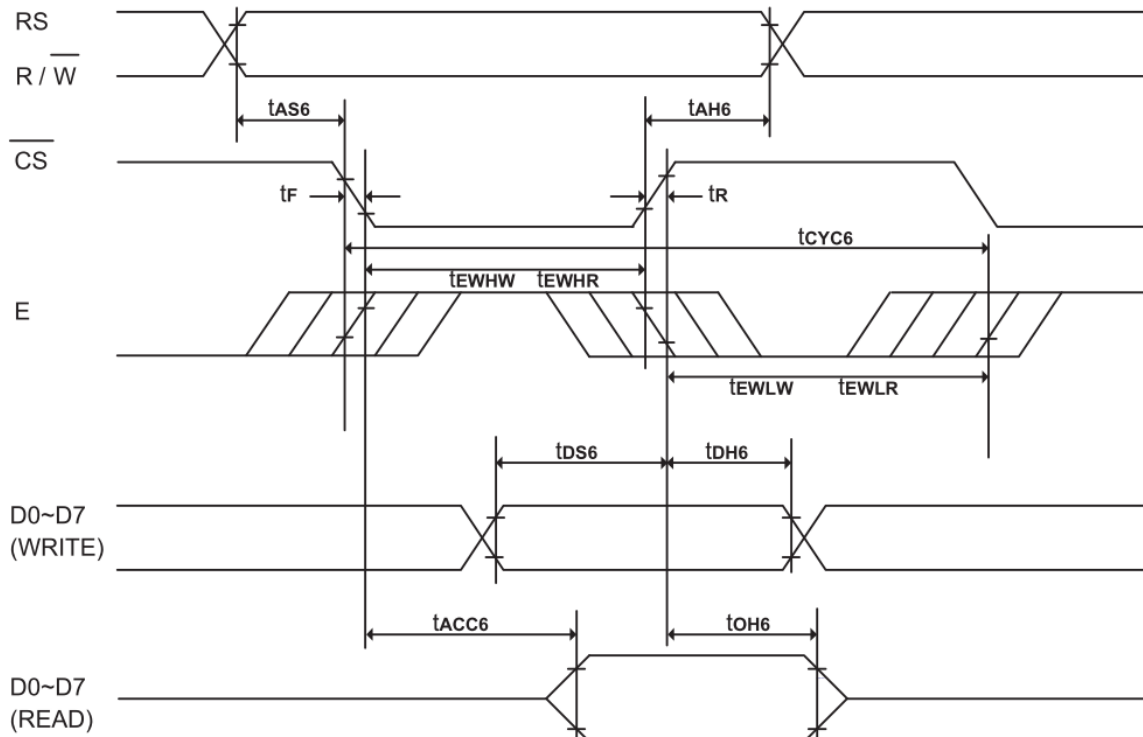 RS
R / W̅
tAS6 tAH6
C̅S̅
tF tR
tCYC6
tEWHW tEWHR
E
tEWLW tEWLR
tDS6 tDH6
D0~D7
(WRITE)
tACC6 tOH6
D0~D7
(READ)